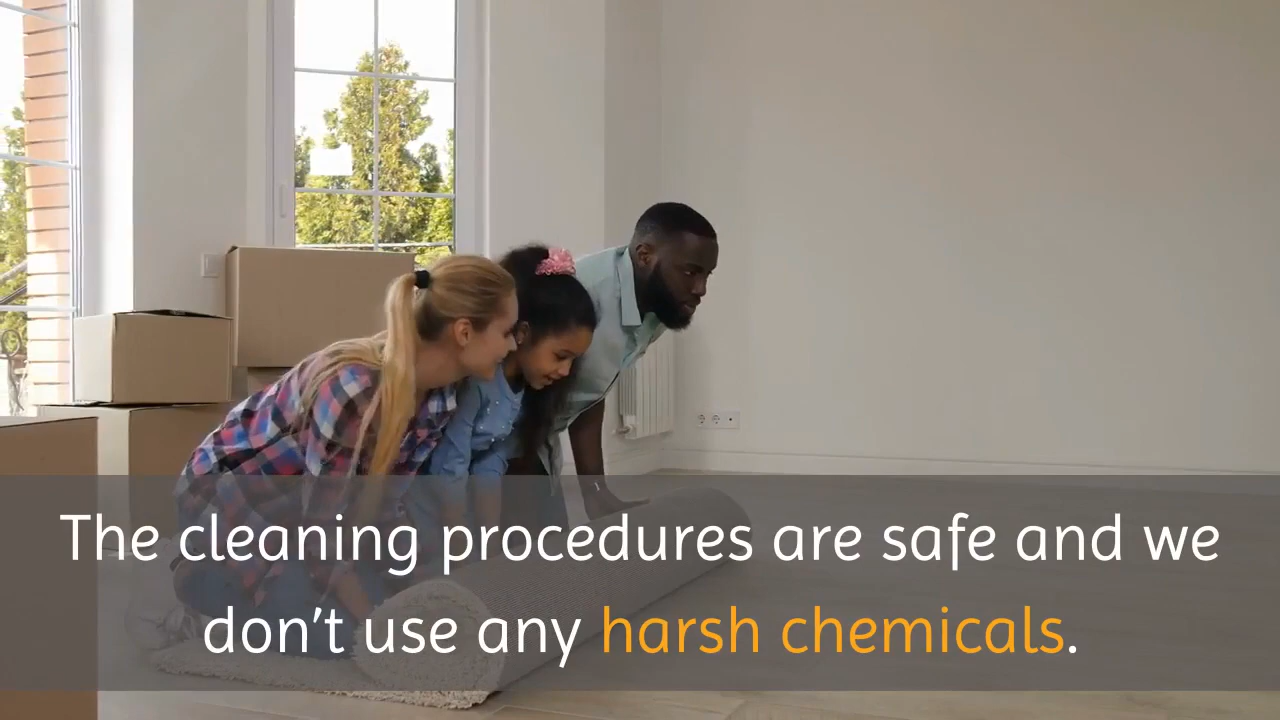 The cleaning procedures are safe and we
don't use any harsh chemicals.